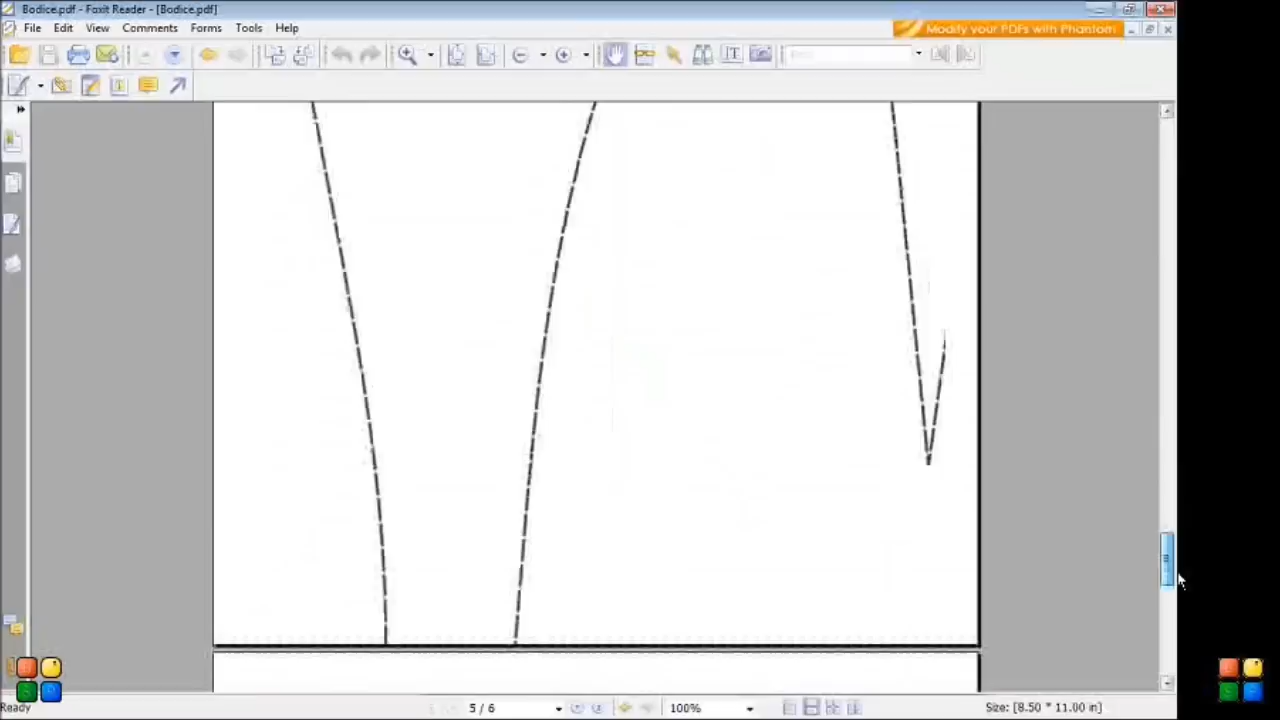 Bodice.pdf - Foxit Reader - [Bodice.pdf]
File Edit View Comments Forms Tools Help
Modify your PDFs with Phantom
Ready
5 / 6
100%
Size: [8.50 * 11.00 in]